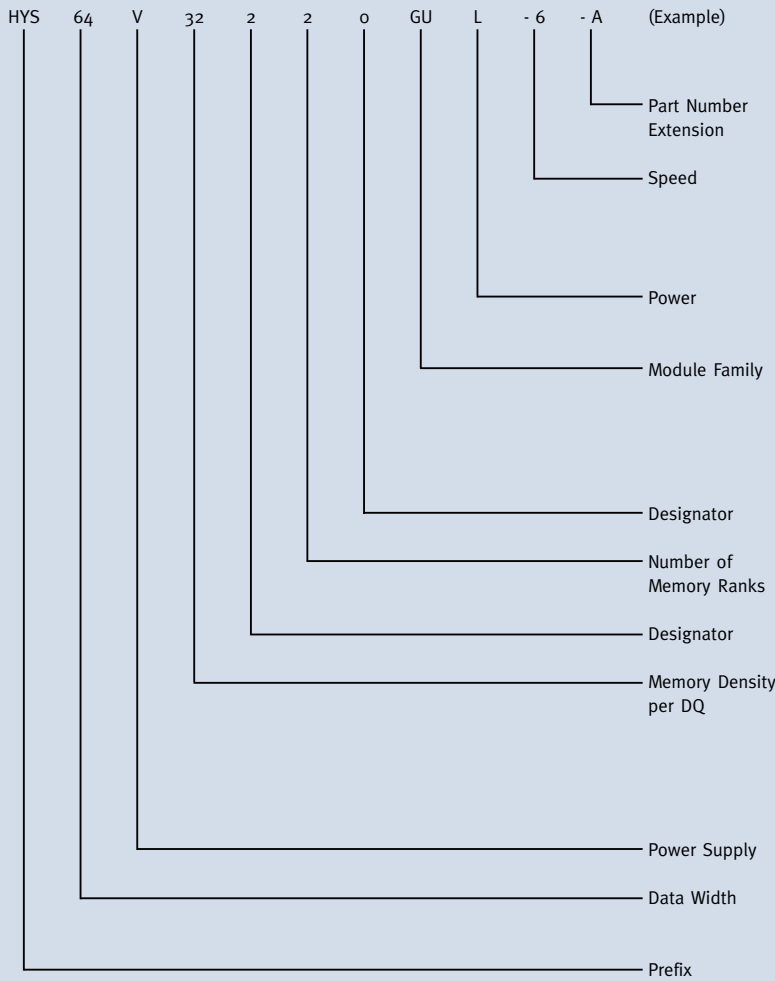 HYS 64 V 32 2 2 0 GU L - 6 - A (Example)
Part Number
Extension
Speed
Power
Module Family
Designator
Number of
Memory Ranks
Designator
Memory Density
per DQ
Power Supply
Data Width
Prefix